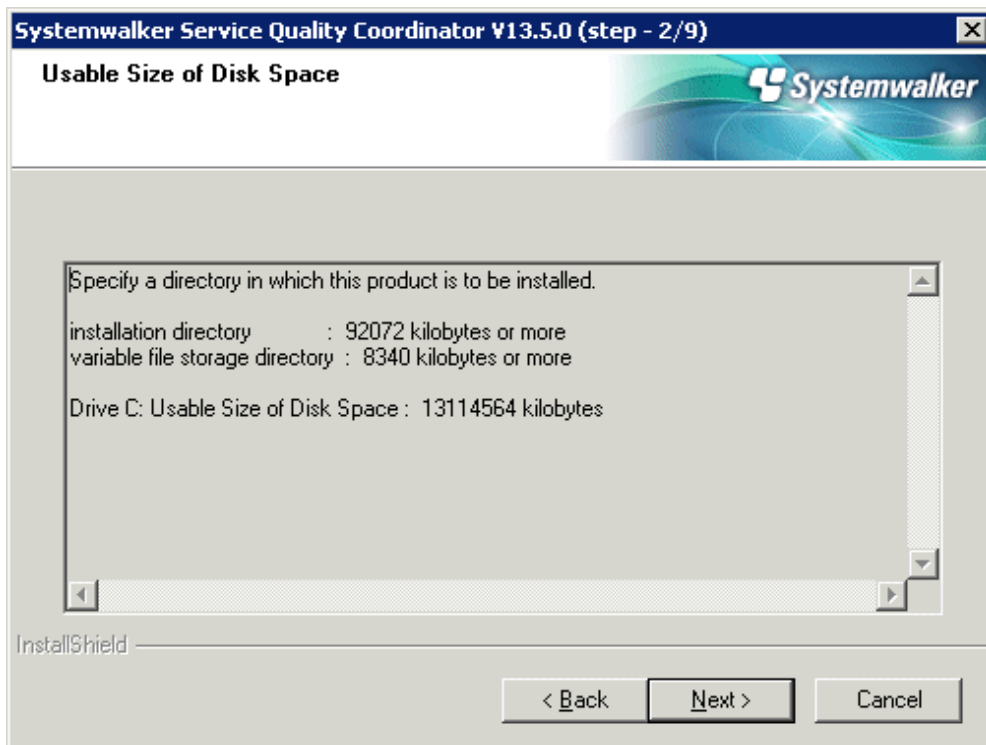 Systemwalker Service Quality Coordinator V13.5.0 (step - 2/9)
Usable Size of Disk Space
Systemwalker
Specify a directory in which this product is to be installed.
installation directory : 92072 kilobytes or more
variable file storage directory : 8340 kilobytes or more
Drive C: Usable Size of Disk Space : 13114564 kilobytes
InstallShield
< Back
Next >
Cancel